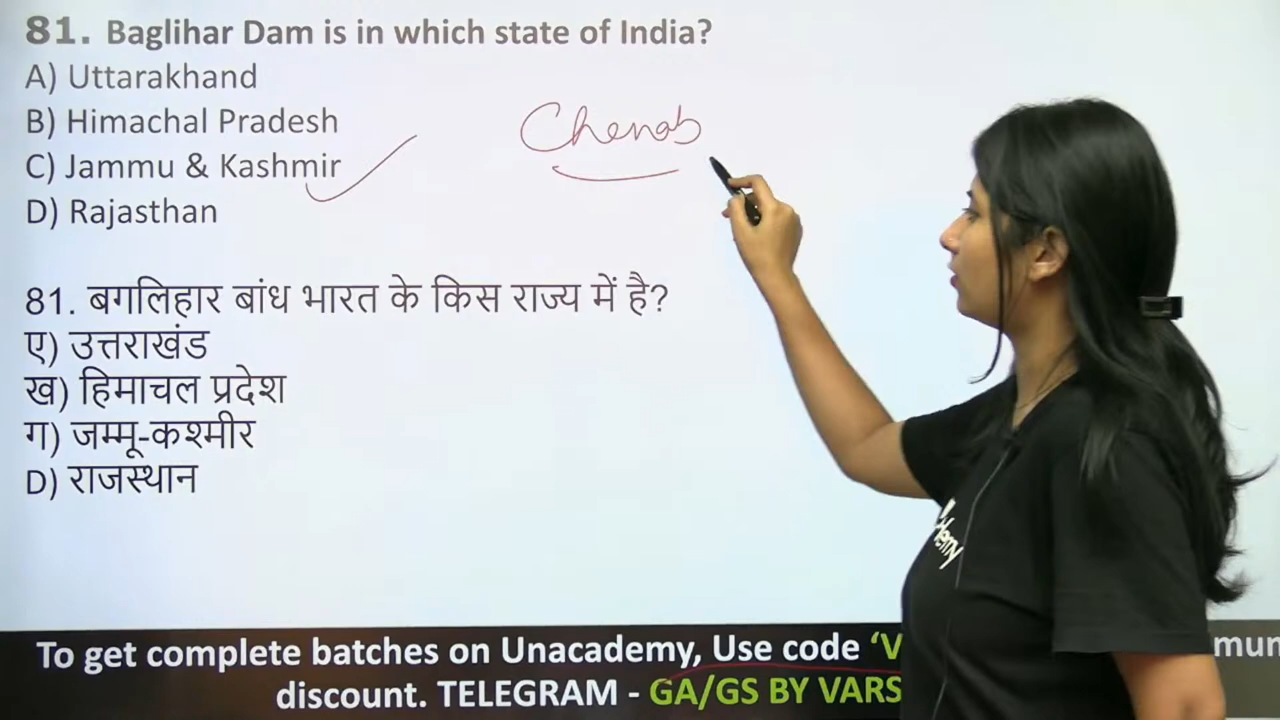 81. Baglihar Dam is in which state of India?
A) Uttarakhand
B) Himachal Pradesh
C) Jammu & Kashmir
D) Rajasthan
Chenab
81. बगलिहार बांध भारत के किस राज्य में है?
ए) उत्तराखंड
ख) हिमाचल प्रदेश
ग) जम्मू-कश्मीर
D) राजस्थान
To get complete batches on Unacademy, Use code ‘V
discount. TELEGRAM - GA/GS BY VARS